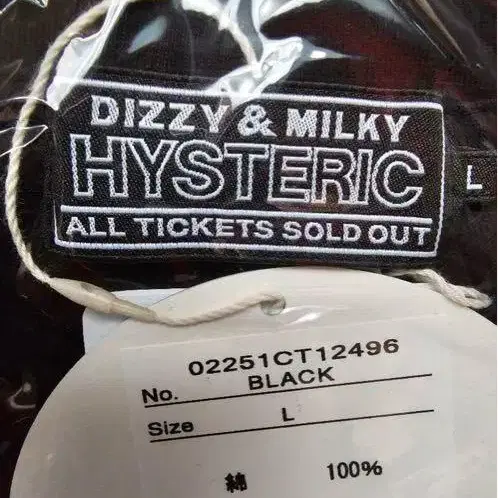 DIZZY & MILKY
HYSTERIC
L
ALL TICKETS SOLD OUT
02251CT12496
No. BLACK
Size L
綿 100%